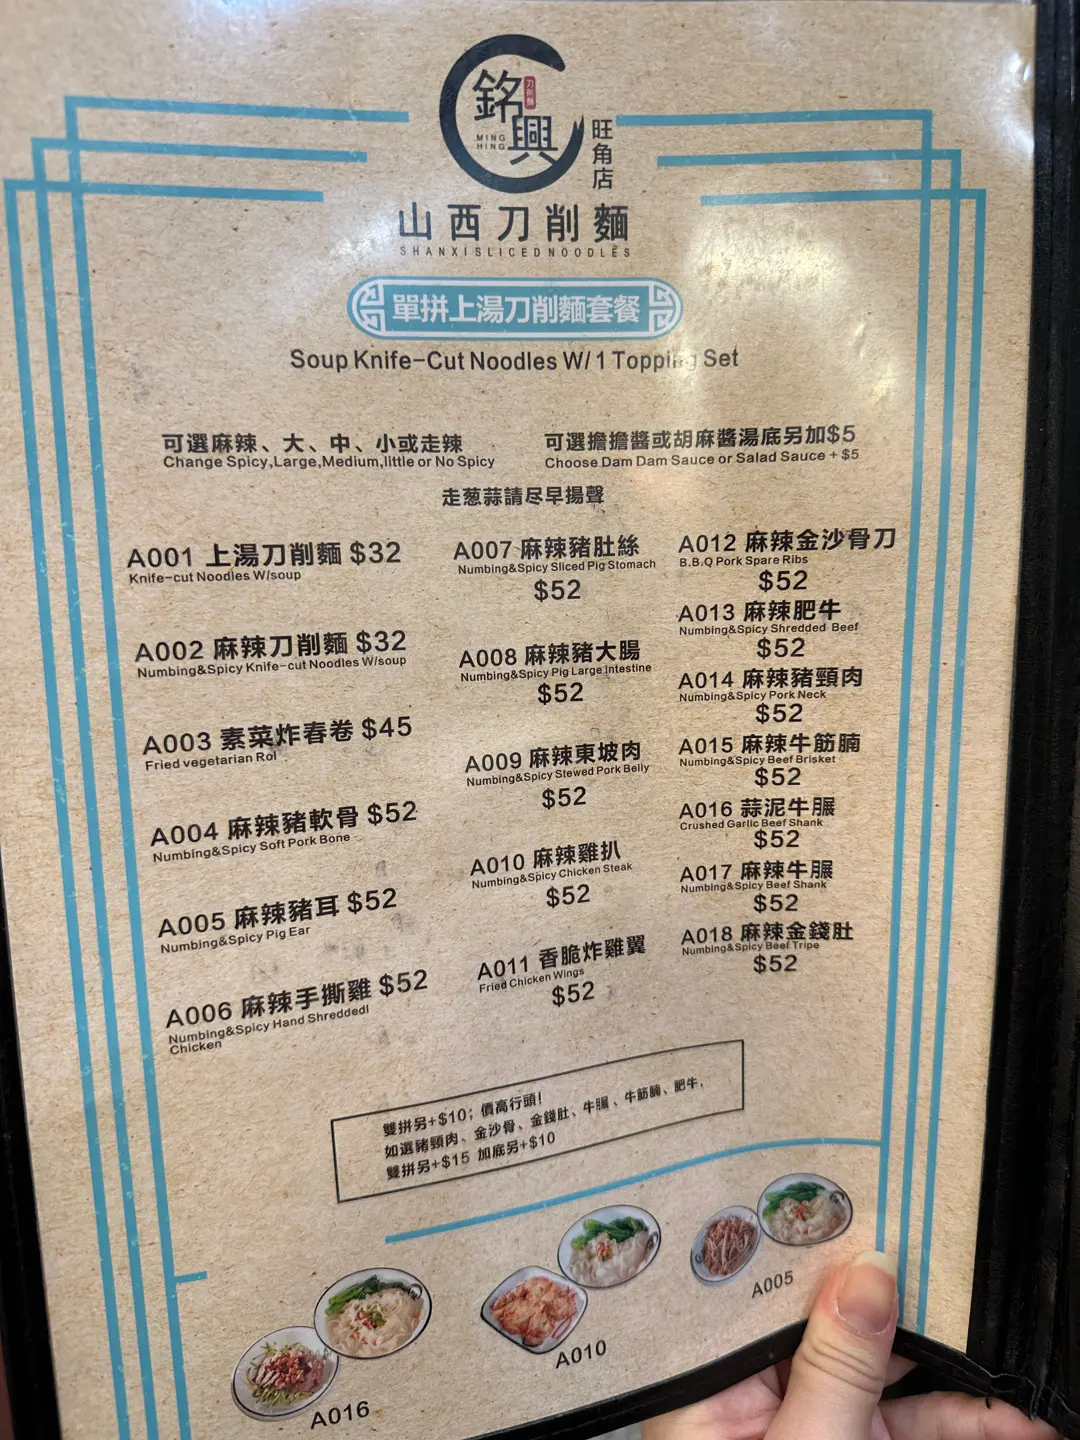 銘興
刀削麵
MING
HING
旺角店
山西刀削麵
SHANXI SLICED NOODLES
單拼上湯刀削麵套餐
Soup Knife-Cut Noodles W/ 1 Topping Set
可選麻辣、大、中、小或走辣
Change Spicy,Large,Medium,little or No Spicy
可選擔擔醬或胡麻醬湯底另加$5
Choose Dam Dam Sauce or Salad Sauce + $5
走葱蒜請尽早揚聲
A001 上湯刀削麵 $32
Knife-cut Noodles W/soup
A002 麻辣刀削麵 $32
Numbing&Spicy Knife-cut Noodles W/soup
A003 素菜炸春卷 $45
Fried vegetarian Rol
A004 麻辣豬軟骨 $52
Numbing&Spicy Soft Pork Bone
A005 麻辣豬耳 $52
Numbing&Spicy Pig Ear
A006 麻辣手撕雞 $52
Numbing&Spicy Hand Shreddedl
Chicken
A007 麻辣豬肚絲
Numbing&Spicy Sliced Pig Stomach
$52
A008 麻辣豬大腸
Numbing&Spicy Pig Large Intestine
$52
A009 麻辣東坡肉
Numbing&Spicy Stewed Pork Belly
$52
A010 麻辣雞扒
Numbing&Spicy Chicken Steak
$52
A011 香脆炸雞翼
Fried Chicken Wings
$52
A012 麻辣金沙骨刀
B.B.Q Pork Spare Ribs
$52
A013 麻辣肥牛
Numbing&Spicy Shredded Beef
$52
A014 麻辣豬頸肉
Numbing&Spicy Pork Neck
$52
A015 麻辣牛筋腩
Numbing&Spicy Beef Brisket
$52
A016 蒜泥牛𦟌
Crushed Garlic Beef Shank
$52
A017 麻辣牛𦟌
Numbing&Spicy Beef Shank
$52
A018 麻辣金錢肚
Numbing&Spicy Beef Tripe
$52
雙拼另+$10; 價高行頭!
如選豬頸肉、金沙骨、金錢肚、牛𦟌、牛筋腩、肥牛,
雙拼另+$15 加底另+$10
A016
A010
A005